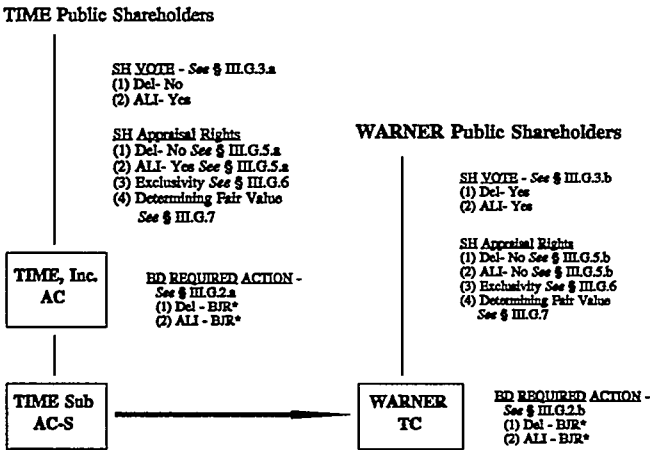 TIME Public Shareholders
SH VOTE - See § III.G.3.a
(1) Del- No
(2) ALI- Yes
SH Appraisal Rights
(1) Del- No See § III.G.5.a
(2) ALI- Yes See § III.G.5.a
(3) Exclusivity See § III.G.6
(4) Determining Fair Value
See § III.G.7
WARNER Public Shareholders
SH VOTE - See § III.G.3.b
(1) Del- Yes
(2) ALI- Yes
SH Appraisal Rights
(1) Del- No See § III.G.5.b
(2) ALI- No See § III.G.5.b
(3) Exclusivity See § III.G.6
(4) Determining Fair Value
See § III.G.7
TIME, Inc.
AC
BD REQUIRED ACTION -
See § III.G.2.a
(1) Del - BJR*
(2) ALI - BJR*
TIME Sub
AC-S
WARNER
TC
BD REQUIRED ACTION -
See § III.G.2.b
(1) Del - BJR*
(2) ALI - BJR*